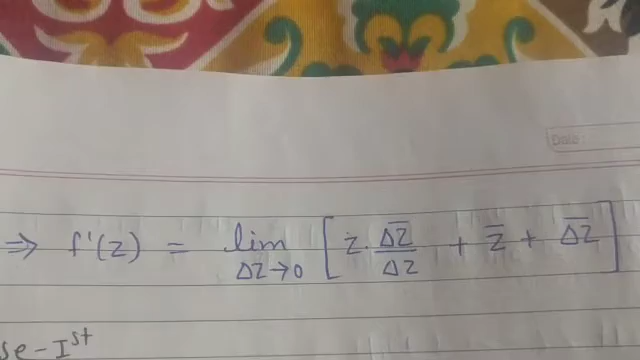 Date:
⇒ f'(z) = lim Δz→0 [ z. Δz̅/Δz + z̅ + Δz̅ ]
se - Ist